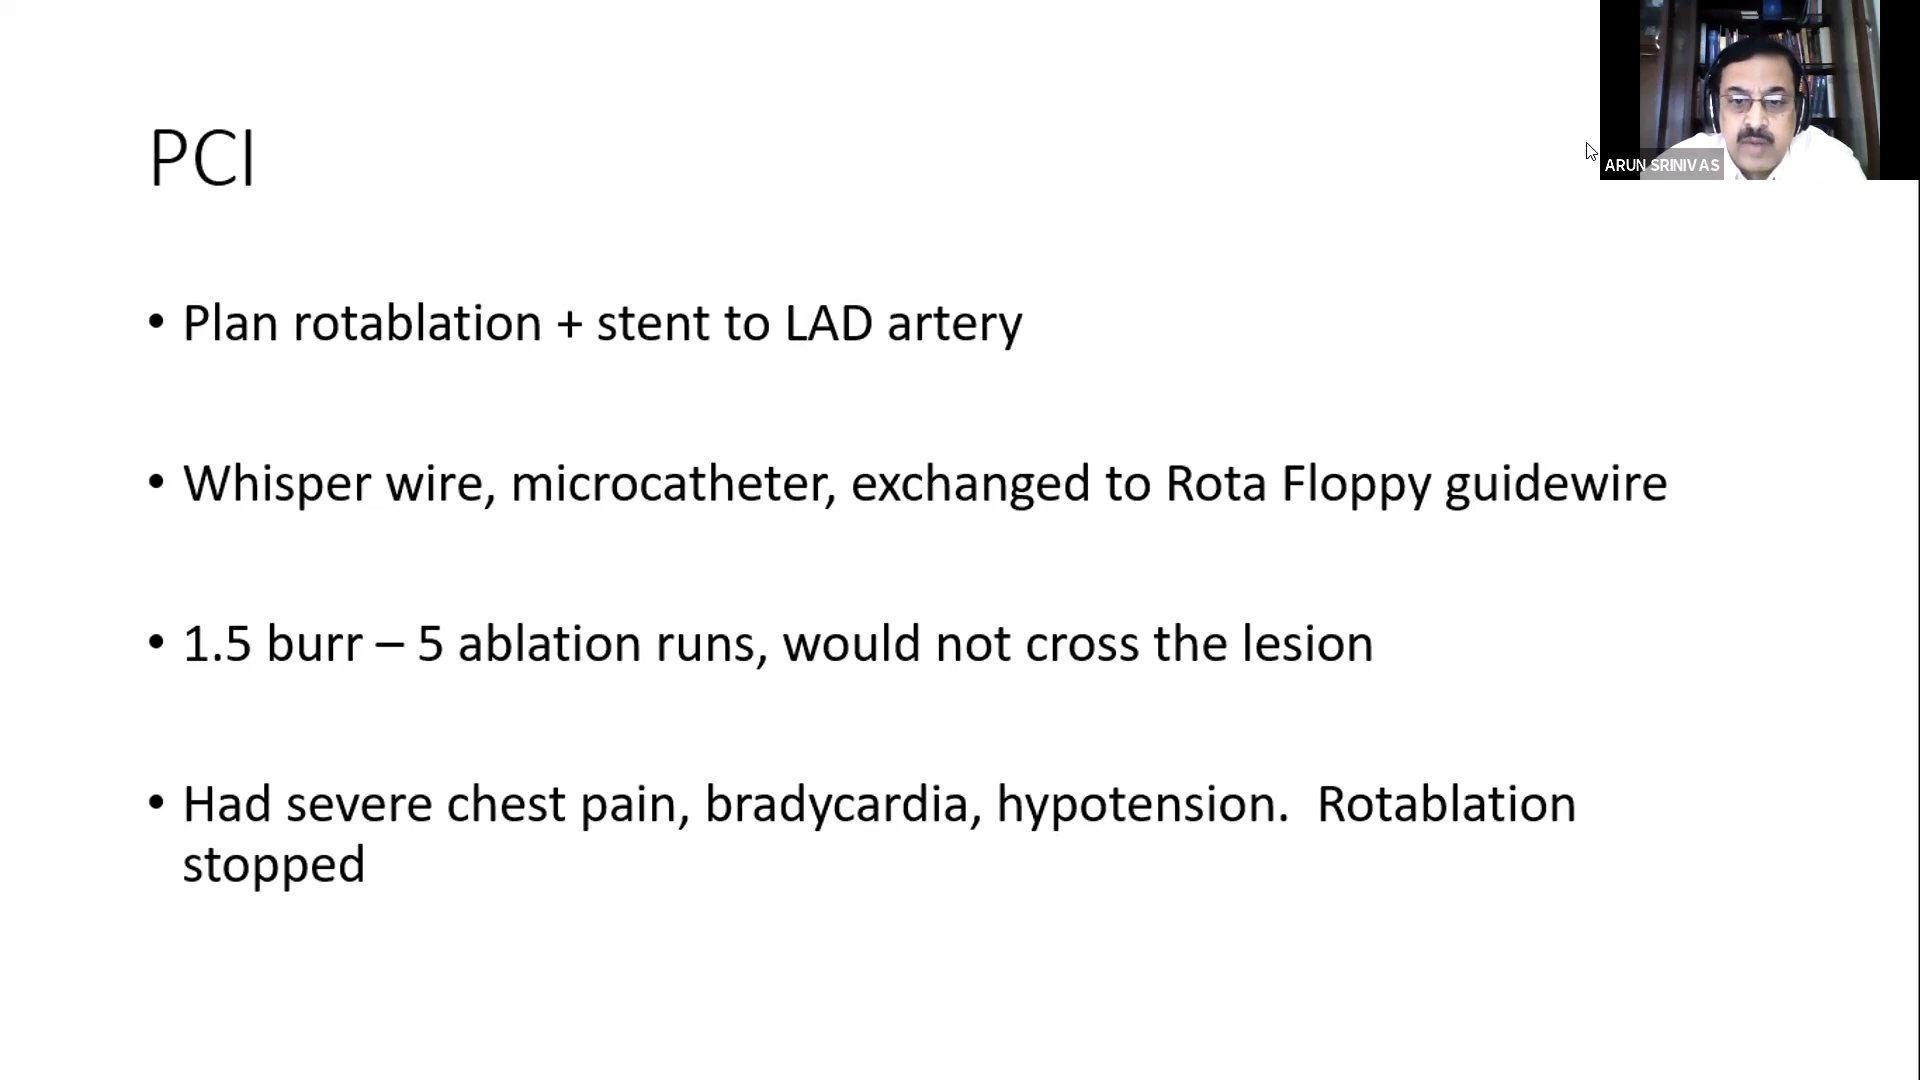 PCI
ARUN SRINIVAS
• Plan rotablation + stent to LAD artery
• Whisper wire, microcatheter, exchanged to Rota Floppy guidewire
• 1.5 burr – 5 ablation runs, would not cross the lesion
• Had severe chest pain, bradycardia, hypotension.  Rotablation
stopped